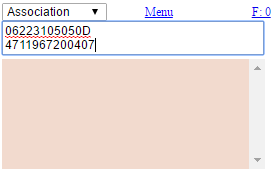 Association Menu F: 0
06223105050D
4711967200407